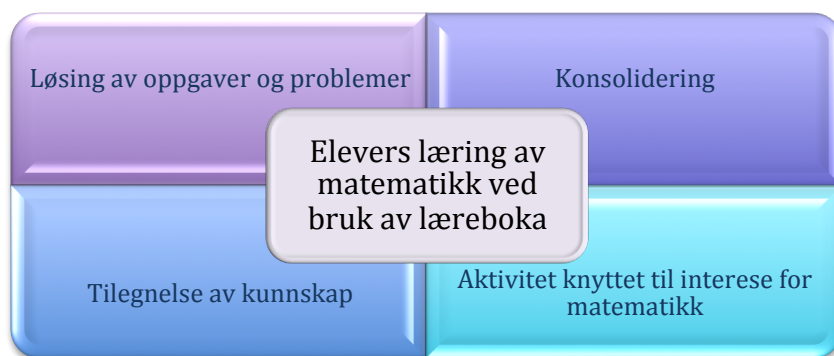 Løsing av oppgaver og problemer
Konsolidering
Elevers læring av
matematikk ved
bruk av læreboka
Tilegnelse av kunnskap
Aktivitet knyttet til interese for
matematikk